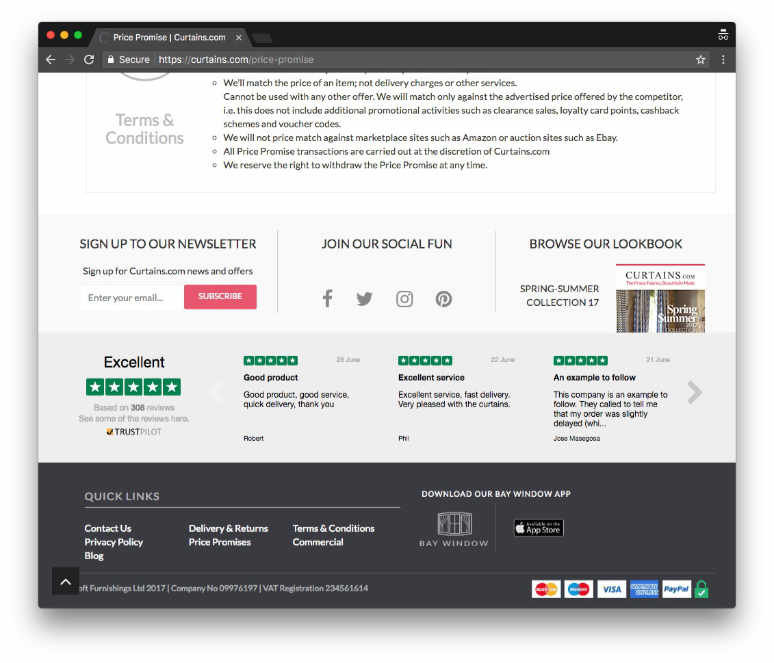 Price Promise | Curtains.com
Secure
https://curtains.com/price-promise
We'll match the price of an item; not delivery charges or other services.
Cannot be used with any other offer. We will match only against the advertised price offered by the competitor,
i.e. this does not include additional promotional activities such as clearance sales, loyalty card points, cashback
schemes and voucher codes.
Terms &
Conditions
We will not price match against marketplace sites such as Amazon or auction sites such as Ebay.
All Price Promise transactions are carried out at the discretion of Curtains.com
We reserve the right to withdraw the Price Promise at any time.
SIGN UP TO OUR NEWSLETTER
Sign up for Curtains.com news and offers
Enter your email...
SUBSCRIBE
JOIN OUR SOCIAL FUN
BROWSE OUR LOOKBOOK
SPRING-SUMMER
COLLECTION 17
CURTAINS.COM
Spring
Summer
2017
Excellent
Based on 308 reviews
See some of the reviews here.
TRUSTPILOT
23 June
Good product
Good product, good service,
quick delivery, thank you
Robert
22 June
Excellent service
Excellent service, fast delivery.
Very pleased with the curtains.
Phil
21 June
An example to follow
This company is an example to
follow. They called to tell me
that my order was slightly
delayed (whi...
Jose Masegosa
QUICK LINKS
Contact Us
Delivery & Returns
Terms & Conditions
Privacy Policy
Price Promises
Commercial
Blog
DOWNLOAD OUR BAY WINDOW APP
BAY WINDOW
Available on the
App Store
oft Furnishings Ltd 2017 | Company No 09976197 | VAT Registration 234561614
VISA
PayPal